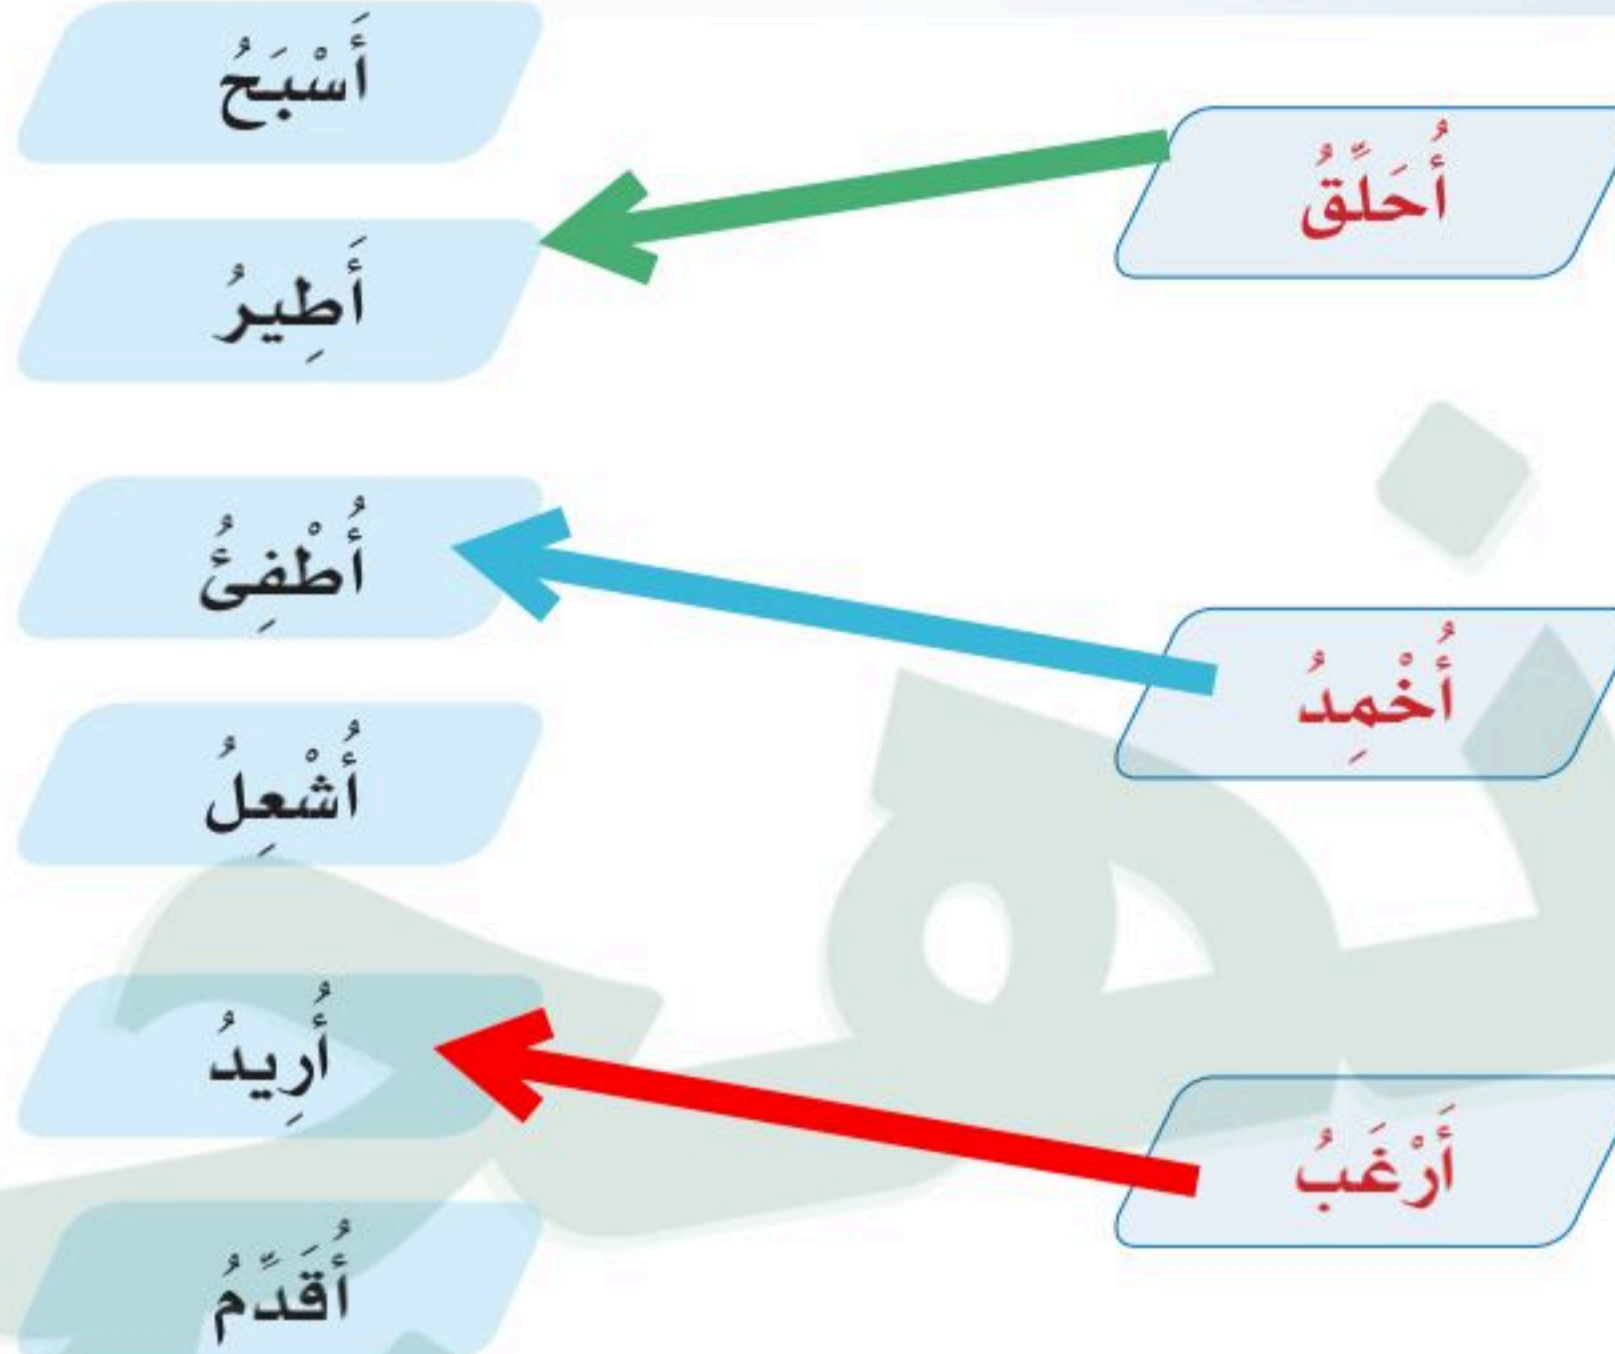 أَسْبَحُ
أُحَلِّقُ
أَطِيرُ
أُطْفِئُ
أُخْمِدُ
أُشْعِلُ
أُرِيدُ
أَرْغَبُ
أُقَدِّمُ